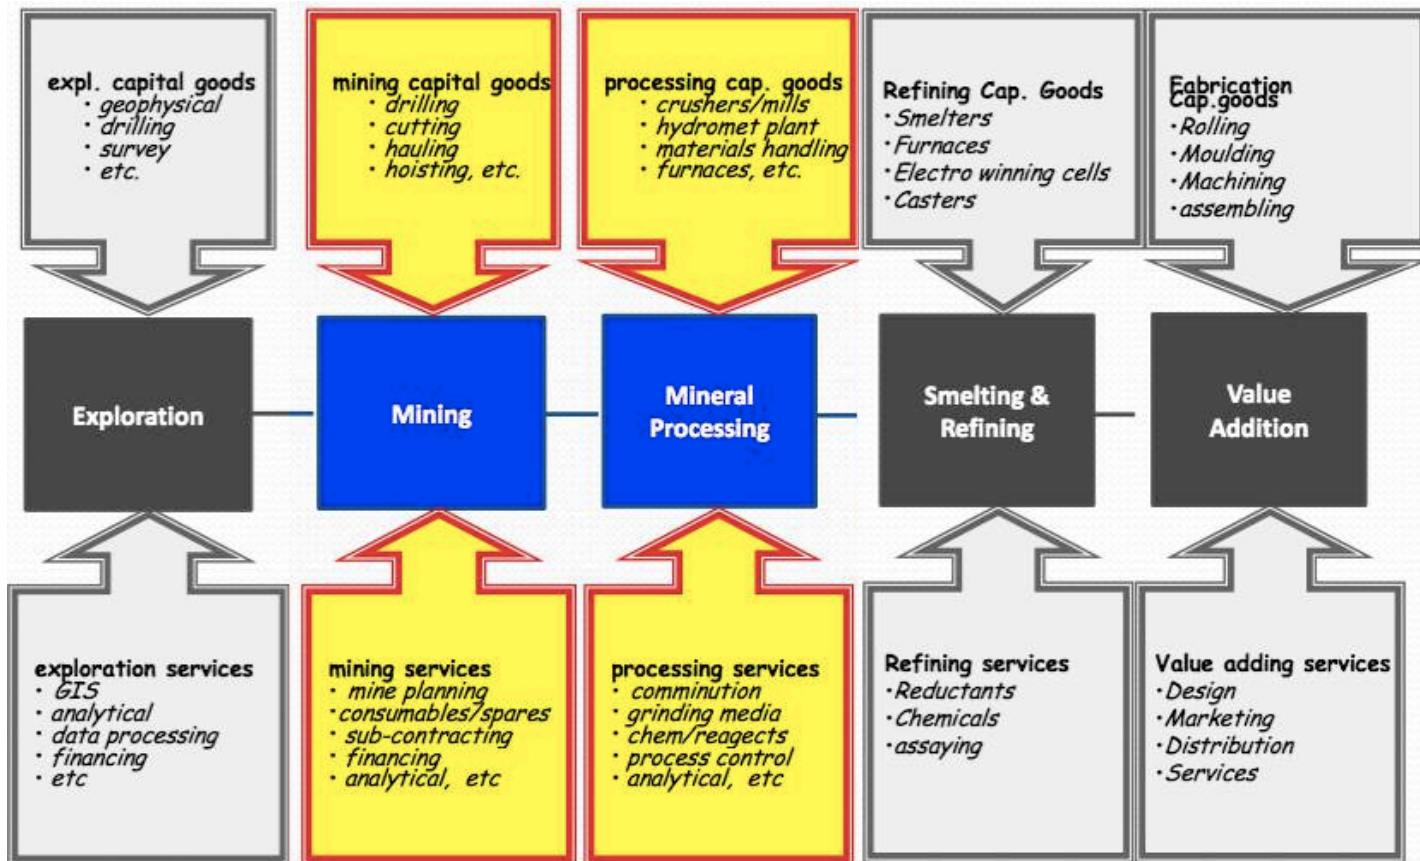 expl. capital goods
• geophysical
• drilling
• survey
• etc.
mining capital goods
• drilling
• cutting
• hauling
• hoisting, etc.
processing cap. goods
• crushers/mills
• hydromet plant
• materials handling
• furnaces, etc.
Refining Cap. Goods
•Smelters
•Furnaces
•Electro winning cells
•Casters
Fabrication
Cap.goods
•Rolling
•Moulding
•Machining
•assembling
Exploration
Mining
Mineral
Processing
Smelting &
Refining
Value
Addition
exploration services
• GIS
• analytical
• data processing
• financing
• etc
mining services
• mine planning
•consumables/spares
• sub-contracting
• financing
• analytical, etc
processing services
• comminution
• grinding media
• chem/reagects
• process control
• analytical, etc
Refining services
•Reductants
•Chemicals
•assaying
Value adding services
•Design
•Marketing
•Distribution
•Services